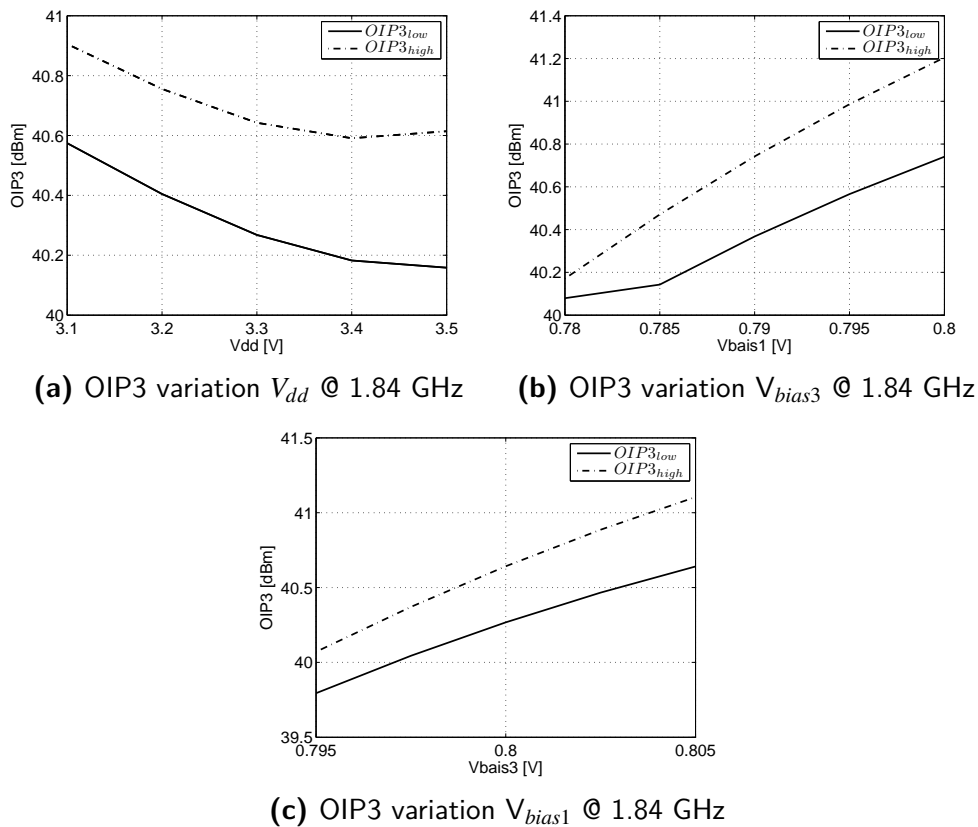 41
40.8
40.6
40.4
40.2
40
OIP3 [dBm]
3.1 3.2 3.3 3.4 3.5
Vdd [V]
OIP3low
OIP3high
(a) OIP3 variation Vdd @ 1.84 GHz
41.4
41.2
41
40.8
40.6
40.4
40.2
40
OIP3 [dBm]
0.78 0.785 0.79 0.795 0.8
Vbais1 [V]
OIP3low
OIP3high
(b) OIP3 variation Vbias3 @ 1.84 GHz
41.5
41
40.5
40
39.5
OIP3 [dBm]
0.795 0.8 0.805
Vbais3 [V]
OIP3low
OIP3high
(c) OIP3 variation Vbias1 @ 1.84 GHz